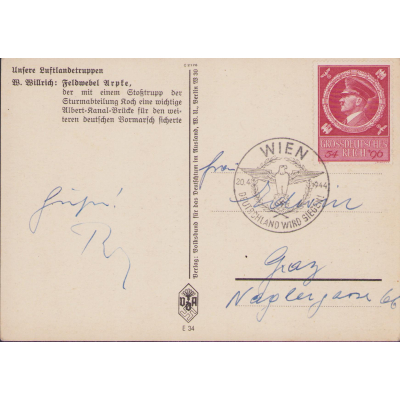 Unsere Luftlandetruppen
W. Willrich: Feldwebel Arpke,
der mit einem Stoßtrupp der
Sturmabteilung Koch eine wichtige
Albert-Kanal-Brücke für den wei-
teren deutschen Vormarsch sicherte
Verlag: Volksbund für das Deutschtum im Ausland, W. U., Berlin W 30
VDA
E 34
GROSSDEUTSCHES
54 REICH 96
WIEN
20.4. 1944
DEUTSCHLAND WIRD SIEGEN!
Graz